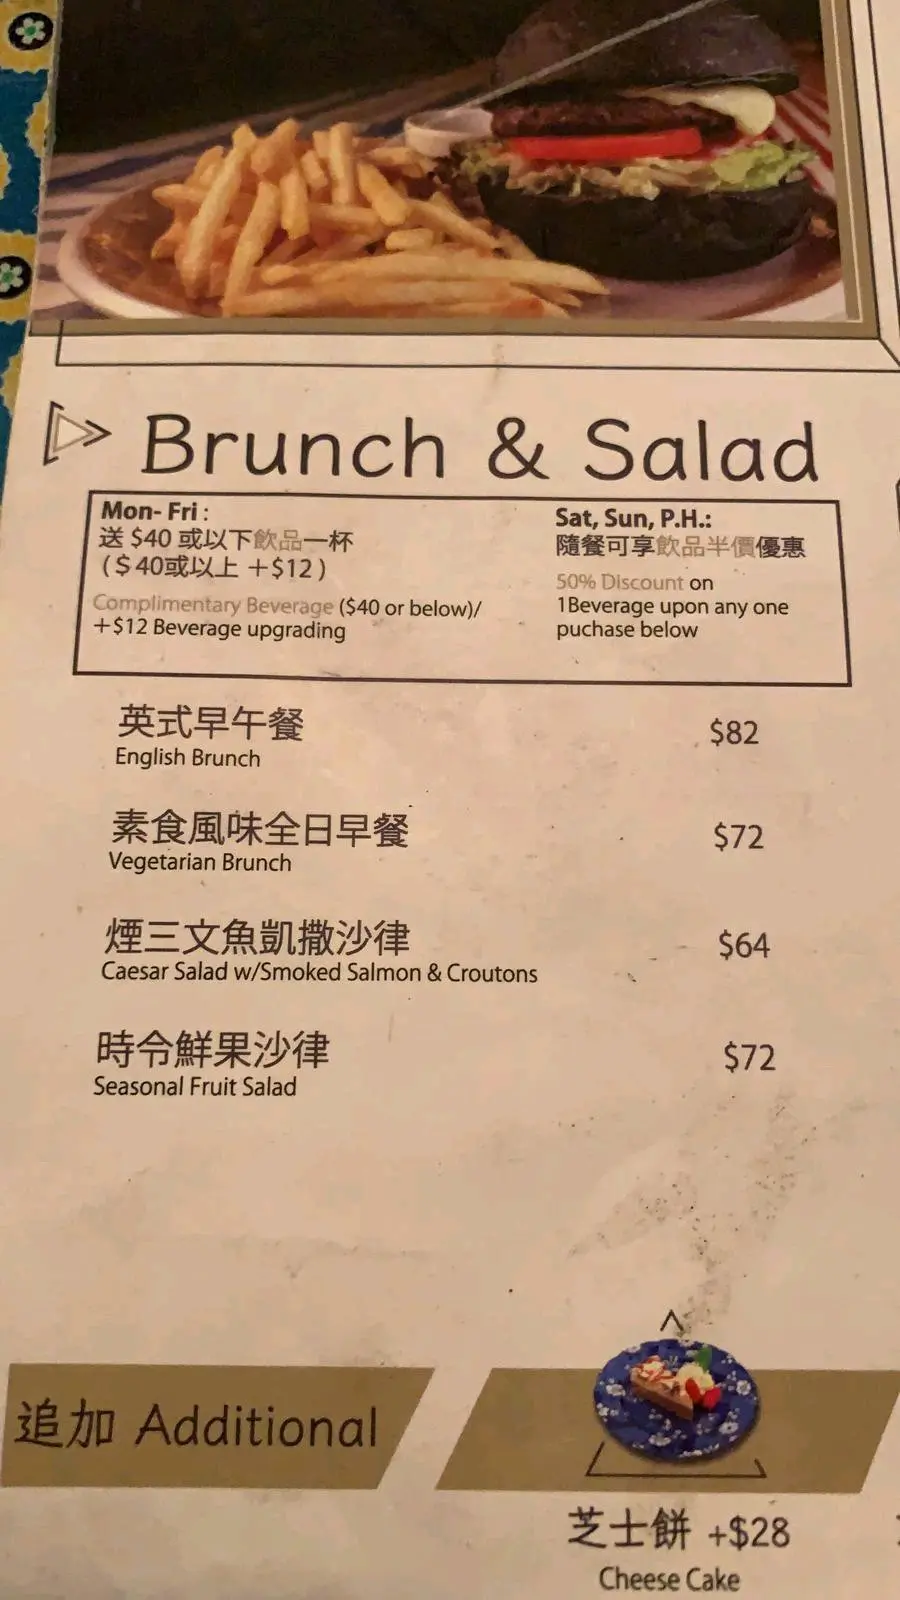 Brunch & Salad
Mon- Fri :
送 $40 或以下飲品一杯
($40或以上 +$12)
Complimentary Beverage ($40 or below)/
+$12 Beverage upgrading
Sat, Sun, P.H.:
隨餐可享飲品半價優惠
50% Discount on
1Beverage upon any one
puchase below
英式早午餐 $82
English Brunch
素食風味全日早餐 $72
Vegetarian Brunch
煙三文魚凱撒沙律 $64
Caesar Salad w/Smoked Salmon & Croutons
時令鮮果沙律 $72
Seasonal Fruit Salad
追加 Additional
芝士餅 +$28
Cheese Cake